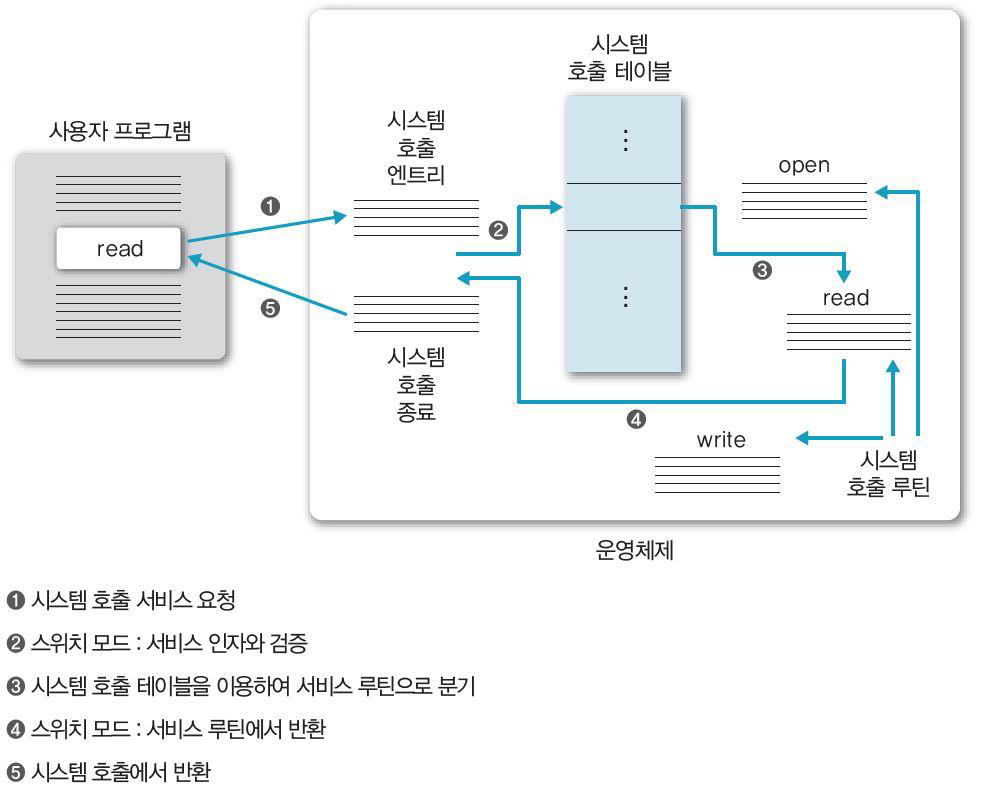 시스템
호출 테이블
사용자 프로그램
시스템
호출
엔트리
open
❶
❷
read
❸
❺
read
시스템
호출
종료
❹
write
시스템
호출 루틴
운영체제
❶ 시스템 호출 서비스 요청
❷ 스위치 모드 : 서비스 인자와 검증
❸ 시스템 호출 테이블을 이용하여 서비스 루틴으로 분기
❹ 스위치 모드 : 서비스 루틴에서 반환
❺ 시스템 호출에서 반환